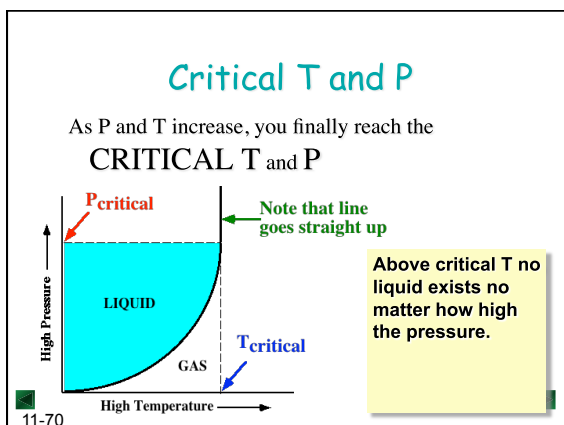 Critical T and P
As P and T increase, you finally reach the
CRITICAL T and P
Pcritical
Note that line
goes straight up
High Pressure
LIQUID
Above critical T no
liquid exists no
matter how high
the pressure.
Tcritical
GAS
High Temperature
11-70